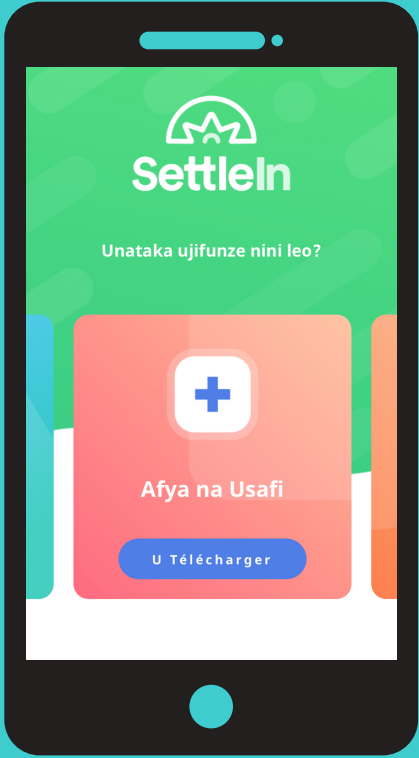 SettleIn
Unataka ujifunze nini leo?
Afya na Usafi
U Télécharger